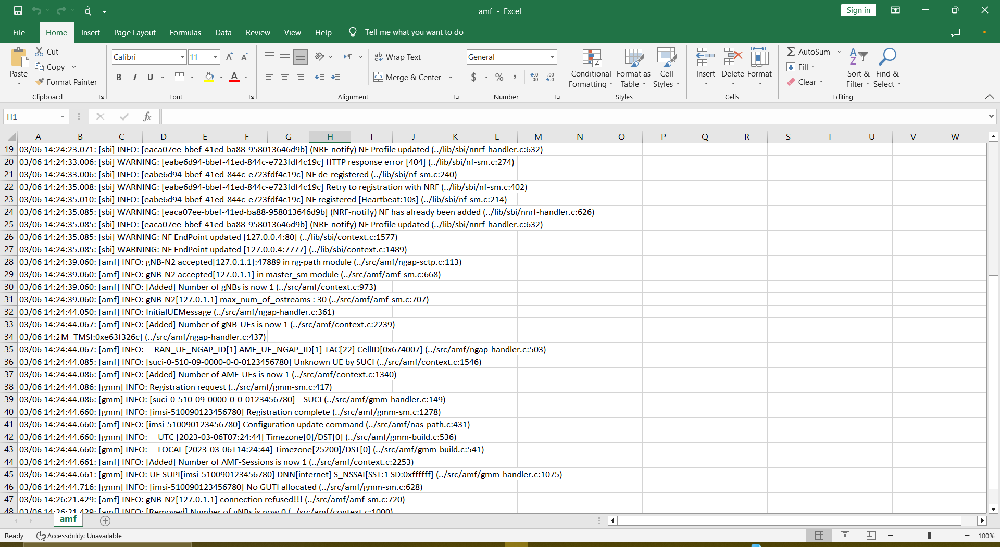 amf - Excel
Sign in
File Home Insert Page Layout Formulas Data Review View Help Tell me what you want to do
Paste
Cut
Copy
Format Painter
Clipboard
Calibri 11
B I U A
Font
ab Wrap Text
Merge & Center
Alignment
General
$ % ,
Number
Conditional Formatting
Format as Table
Cell Styles
Styles
Insert Delete Format
Cells
AutoSum
Fill
Clear
Sort & Filter
Find & Select
Editing
H1
fx
A B C D E F G H I J K L M N O P Q R S T U V W
19 03/06 14:24:23.071: [sbi] INFO: [eaca07ee-bbef-41ed-ba88-958013646d9b] (NRF-notify) NF Profile updated (../lib/sbi/nnrf-handler.c:632)
20 03/06 14:24:33.006: [sbi] WARNING: [eabe6d94-bbef-41ed-844c-e723fdf4c19c] HTTP response error [404] (../lib/sbi/nf-sm.c:274)
21 03/06 14:24:33.006: [sbi] INFO: [eabe6d94-bbef-41ed-844c-e723fdf4c19c] NF de-registered (../lib/sbi/nf-sm.c:240)
22 03/06 14:24:35.008: [sbi] WARNING: [eabe6d94-bbef-41ed-844c-e723fdf4c19c] Retry to registration with NRF (../lib/sbi/nf-sm.c:402)
23 03/06 14:24:35.010: [sbi] INFO: [eabe6d94-bbef-41ed-844c-e723fdf4c19c] NF registered [Heartbeat:10s] (../lib/sbi/nf-sm.c:214)
24 03/06 14:24:35.085: [sbi] WARNING: [eaca07ee-bbef-41ed-ba88-958013646d9b] (NRF-notify) NF has already been added (../lib/sbi/nnrf-handler.c:626)
25 03/06 14:24:35.085: [sbi] INFO: [eaca07ee-bbef-41ed-ba88-958013646d9b] (NRF-notify) NF Profile updated (../lib/sbi/nnrf-handler.c:632)
26 03/06 14:24:35.085: [sbi] WARNING: NF EndPoint updated [127.0.0.4:80] (../lib/sbi/context.c:1577)
27 03/06 14:24:35.085: [sbi] WARNING: NF EndPoint updated [127.0.0.4:7777] (../lib/sbi/context.c:1489)
28 03/06 14:24:39.060: [amf] INFO: gNB-N2 accepted[127.0.1.1]:47889 in ng-path module (../src/amf/ngap-sctp.c:113)
29 03/06 14:24:39.060: [amf] INFO: gNB-N2 accepted[127.0.1.1] in master_sm module (../src/amf/amf-sm.c:668)
30 03/06 14:24:39.060: [amf] INFO: [Added] Number of gNBs is now 1 (../src/amf/context.c:973)
31 03/06 14:24:39.060: [amf] INFO: gNB-N2[127.0.1.1] max_num_of_ostreams : 30 (../src/amf/amf-sm.c:707)
32 03/06 14:24:44.050: [amf] INFO: InitialUEMessage (../src/amf/ngap-handler.c:361)
33 03/06 14:24:44.067: [amf] INFO: [Added] Number of gNB-UEs is now 1 (../src/amf/context.c:2239)
34 03/06 14:2 M_TMSI:0xe63f326c] (../src/amf/ngap-handler.c:437)
35 03/06 14:24:44.067: [amf] INFO: RAN_UE_NGAP_ID[1] AMF_UE_NGAP_ID[1] TAC[22] CellID[0x674007] (../src/amf/ngap-handler.c:503)
36 03/06 14:24:44.085: [amf] INFO: [suci-0-510-09-0000-0-0-0123456780] Unknown UE by SUCI (../src/amf/context.c:1546)
37 03/06 14:24:44.086: [amf] INFO: [Added] Number of AMF-UEs is now 1 (../src/amf/context.c:1340)
38 03/06 14:24:44.086: [gmm] INFO: Registration request (../src/amf/gmm-sm.c:417)
39 03/06 14:24:44.086: [gmm] INFO: [suci-0-510-09-0000-0-0-0123456780] SUCI (../src/amf/gmm-handler.c:149)
40 03/06 14:24:44.660: [gmm] INFO: [imsi-510090123456780] Registration complete (../src/amf/gmm-sm.c:1278)
41 03/06 14:24:44.660: [amf] INFO: [imsi-510090123456780] Configuration update command (../src/amf/nas-path.c:431)
42 03/06 14:24:44.660: [gmm] INFO: UTC [2023-03-06T07:24:44] Timezone[0]/DST[0] (../src/amf/gmm-build.c:536)
43 03/06 14:24:44.660: [gmm] INFO: LOCAL [2023-03-06T14:24:44] Timezone[25200]/DST[0] (../src/amf/gmm-build.c:541)
44 03/06 14:24:44.661: [amf] INFO: [Added] Number of AMF-Sessions is now 1 (../src/amf/context.c:2253)
45 03/06 14:24:44.661: [gmm] INFO: UE SUPI[imsi-510090123456780] DNN[internet] S_NSSAI[SST:1 SD:0xffffff] (../src/amf/gmm-handler.c:1075)
46 03/06 14:24:44.716: [gmm] INFO: [imsi-510090123456780] No GUTI allocated (../src/amf/gmm-sm.c:628)
47 03/06 14:26:21.429: [amf] INFO: gNB-N2[127.0.1.1] connection refused!!! (../src/amf/amf-sm.c:720)
48 03/06 14:26:21.429: [amf] INFO: [Removed] Number of gNBs is now 0 (../src/amf/context.c:1000)
amf
Ready Accessibility: Unavailable 100%